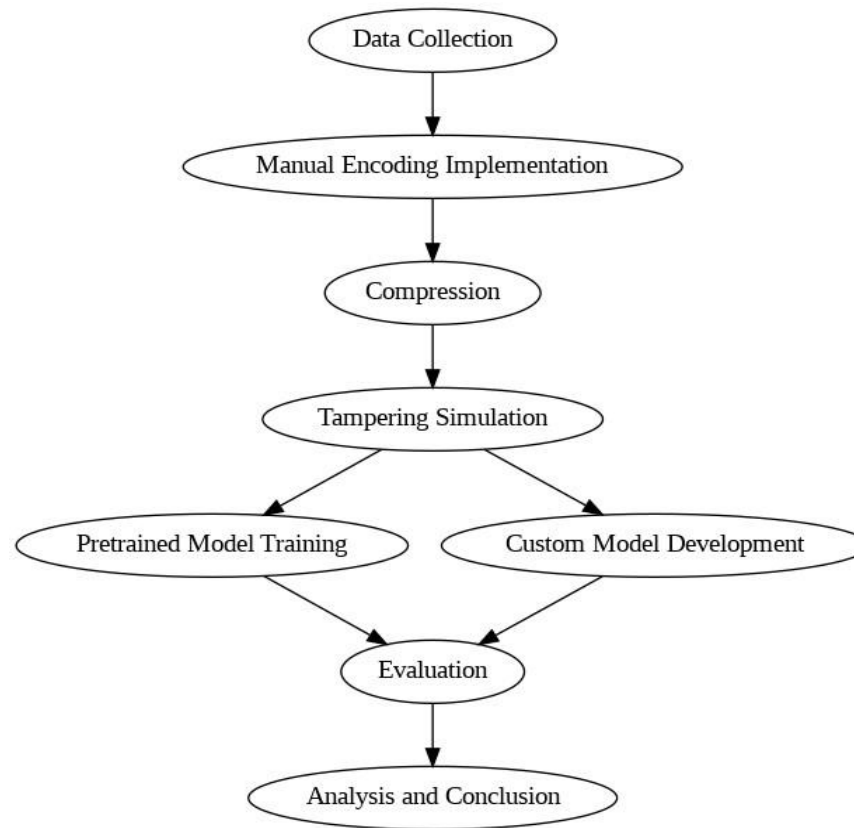 Data Collection
Manual Encoding Implementation
Compression
Tampering Simulation
Pretrained Model Training
Custom Model Development
Evaluation
Analysis and Conclusion